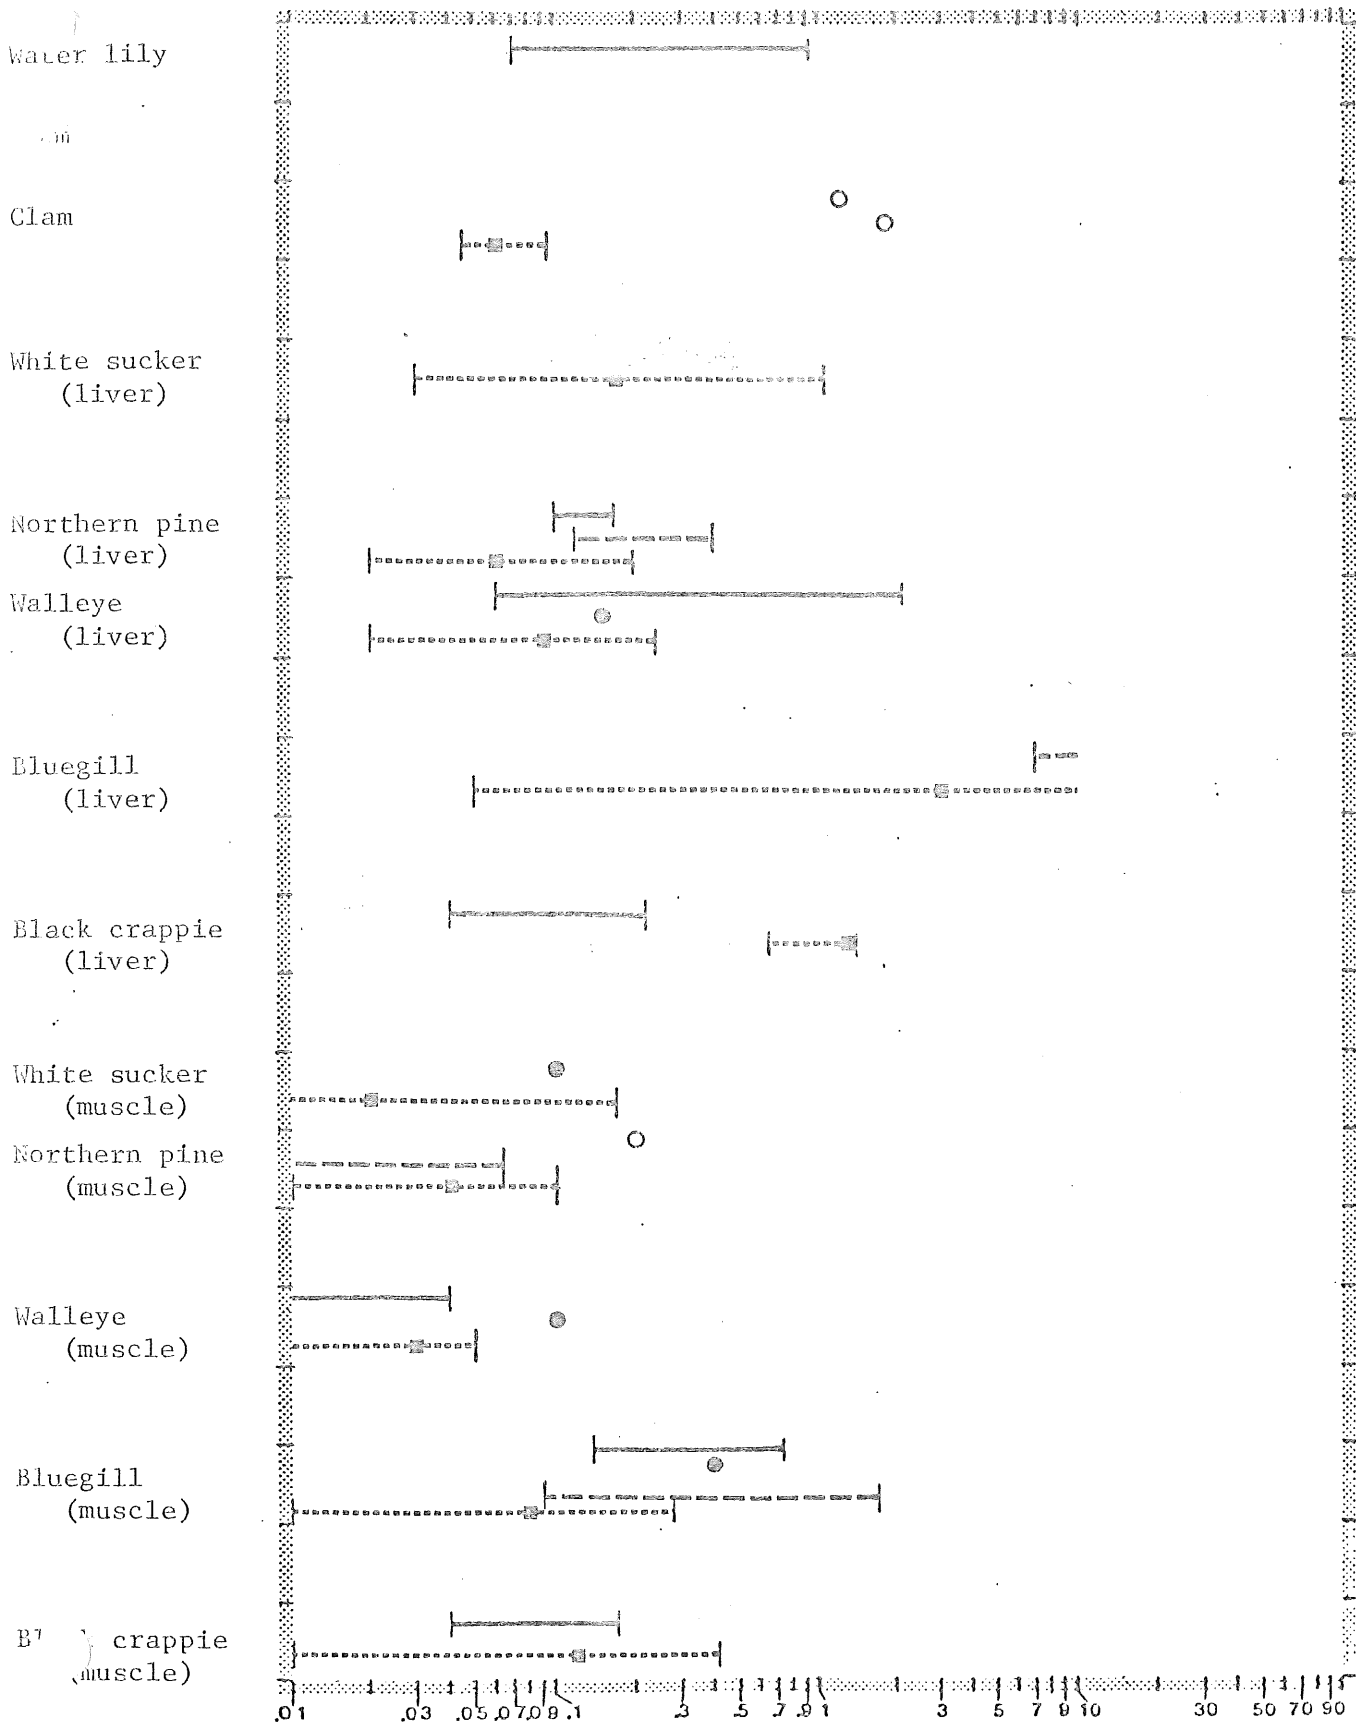 Water lily
Clam
White sucker
(liver)
Northern pine
(liver)
Walleye
(liver)
Bluegill
(liver)
Black crappie
(liver)
White sucker
(muscle)
Northern pine
(muscle)
Walleye
(muscle)
Bluegill
(muscle)
crappie
(muscle)
.01 .03 .05 .07 .09 .1 .3 .5 .7 .9 1 3 5 7 9 10 30 50 70 90